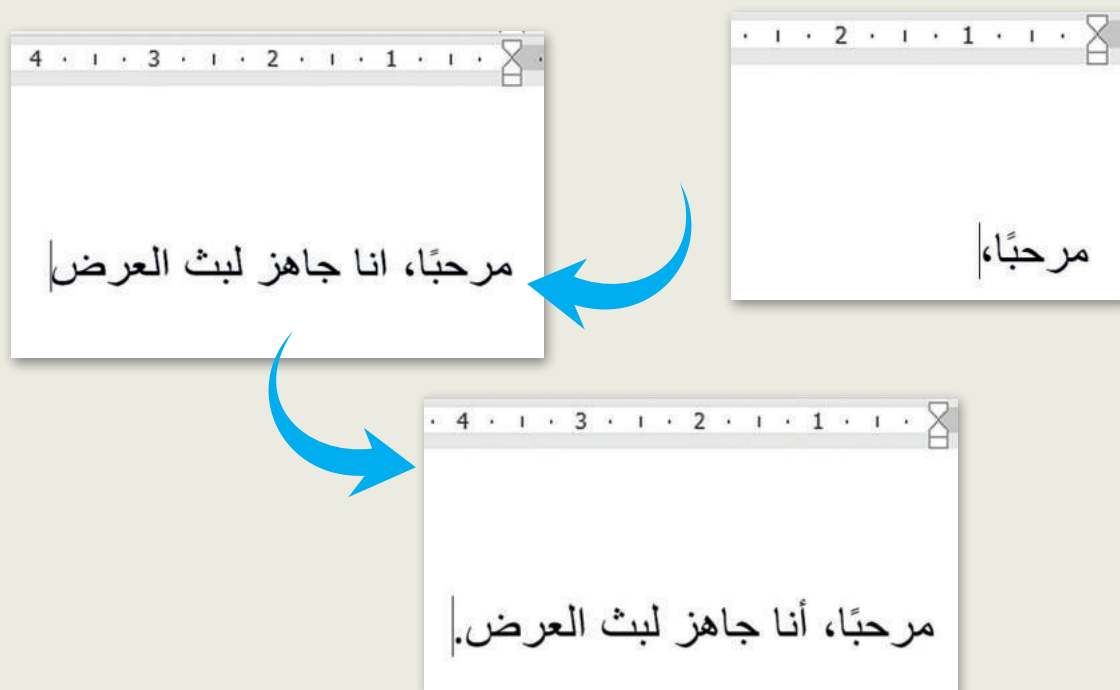 · ı · 2 · ı · 1 · ı ·
مرحبًا،
4 · ı · 3 · ı · 2 · ı · 1 · ı ·
مرحبًا، انا جاهز لبث العرض
· 4 · ı · 3 · ı · 2 · ı · 1 · ı ·
مرحبًا، أنا جاهز لبث العرض.